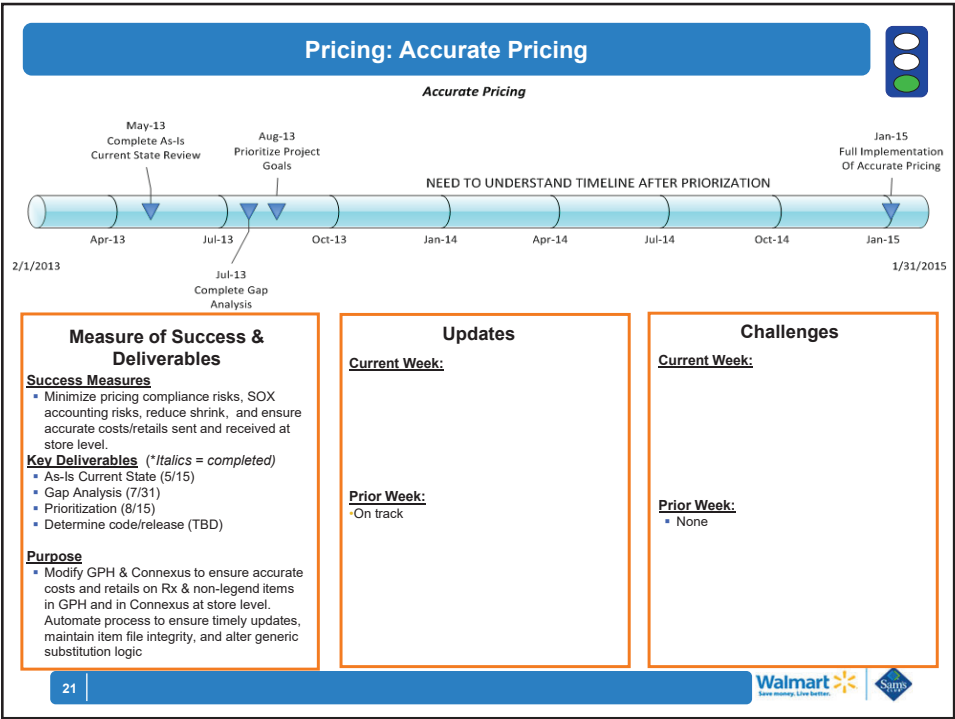 Pricing: Accurate Pricing
Accurate Pricing
May-13
Complete As-Is
Current State Review
Aug-13
Prioritize Project
Goals
Jan-15
Full Implementation
Of Accurate Pricing
NEED TO UNDERSTAND TIMELINE AFTER PRIORIZATION
Apr-13 Jul-13 Oct-13 Jan-14 Apr-14 Jul-14 Oct-14 Jan-15
2/1/2013 1/31/2015
Jul-13
Complete Gap
Analysis
Measure of Success &
Deliverables
Success Measures
▪ Minimize pricing compliance risks, SOX
accounting risks, reduce shrink, and ensure
accurate costs/retails sent and received at
store level.
Key Deliverables (*Italics = completed)
▪ As-Is Current State (5/15)
▪ Gap Analysis (7/31)
▪ Prioritization (8/15)
▪ Determine code/release (TBD)
Purpose
▪ Modify GPH & Connexus to ensure accurate
costs and retails on Rx & non-legend items
in GPH and in Connexus at store level.
Automate process to ensure timely updates,
maintain item file integrity, and alter generic
substitution logic
Updates
Current Week:
Prior Week:
•On track
Challenges
Current Week:
Prior Week:
▪ None
21
Walmart
Save money. Live better.
Sam's
CLUB